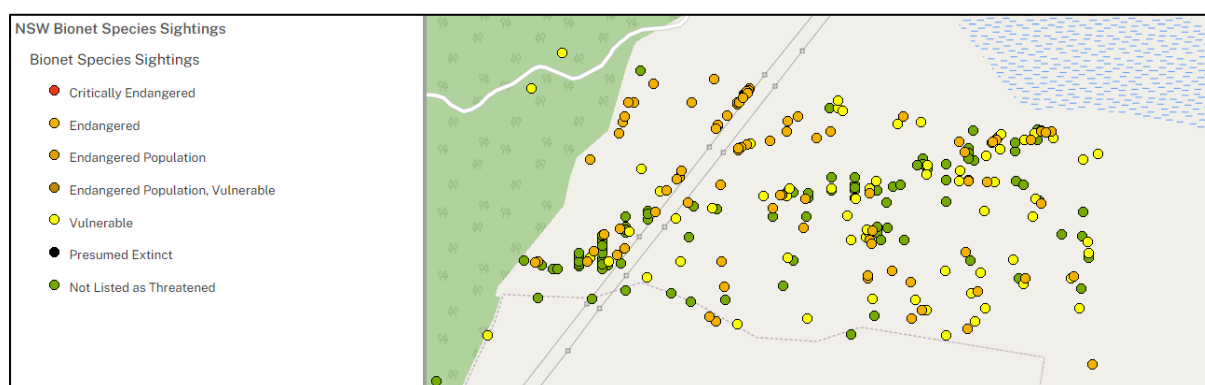 NSW Bionet Species Sightings
Bionet Species Sightings
Critically Endangered
Endangered
Endangered Population
Endangered Population, Vulnerable
Vulnerable
Presumed Extinct
Not Listed as Threatened